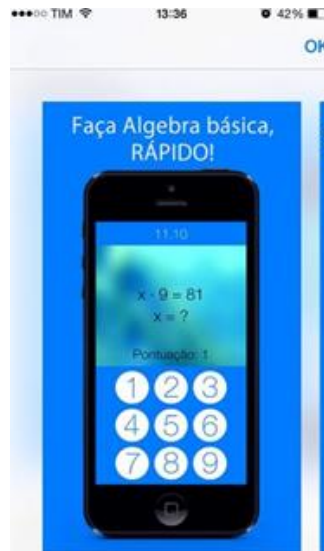 TIM 13:36 42%
OK
Faça Algebra básica,
RÁPIDO!
11.10
x - 9 = 81
x = ?
Pontuação: 1
1 2 3
4 5 6
7 8 9